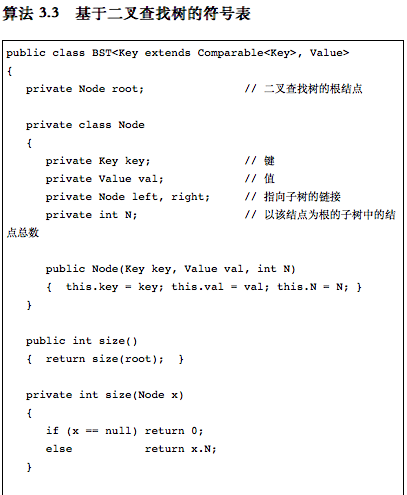 算法 3.3 基于二叉查找树的符号表
public class BST<Key extends Comparable<Key>, Value>
{
private Node root; // 二叉查找树的根结点
private class Node
{
private Key key; // 键
private Value val; // 值
private Node left, right; // 指向子树的链接
private int N; // 以该结点为根的子树中的结
点总数
public Node(Key key, Value val, int N)
{ this.key = key; this.val = val; this.N = N; }
}
public int size()
{ return size(root); }
private int size(Node x)
{
if (x == null) return 0;
else return x.N;
}